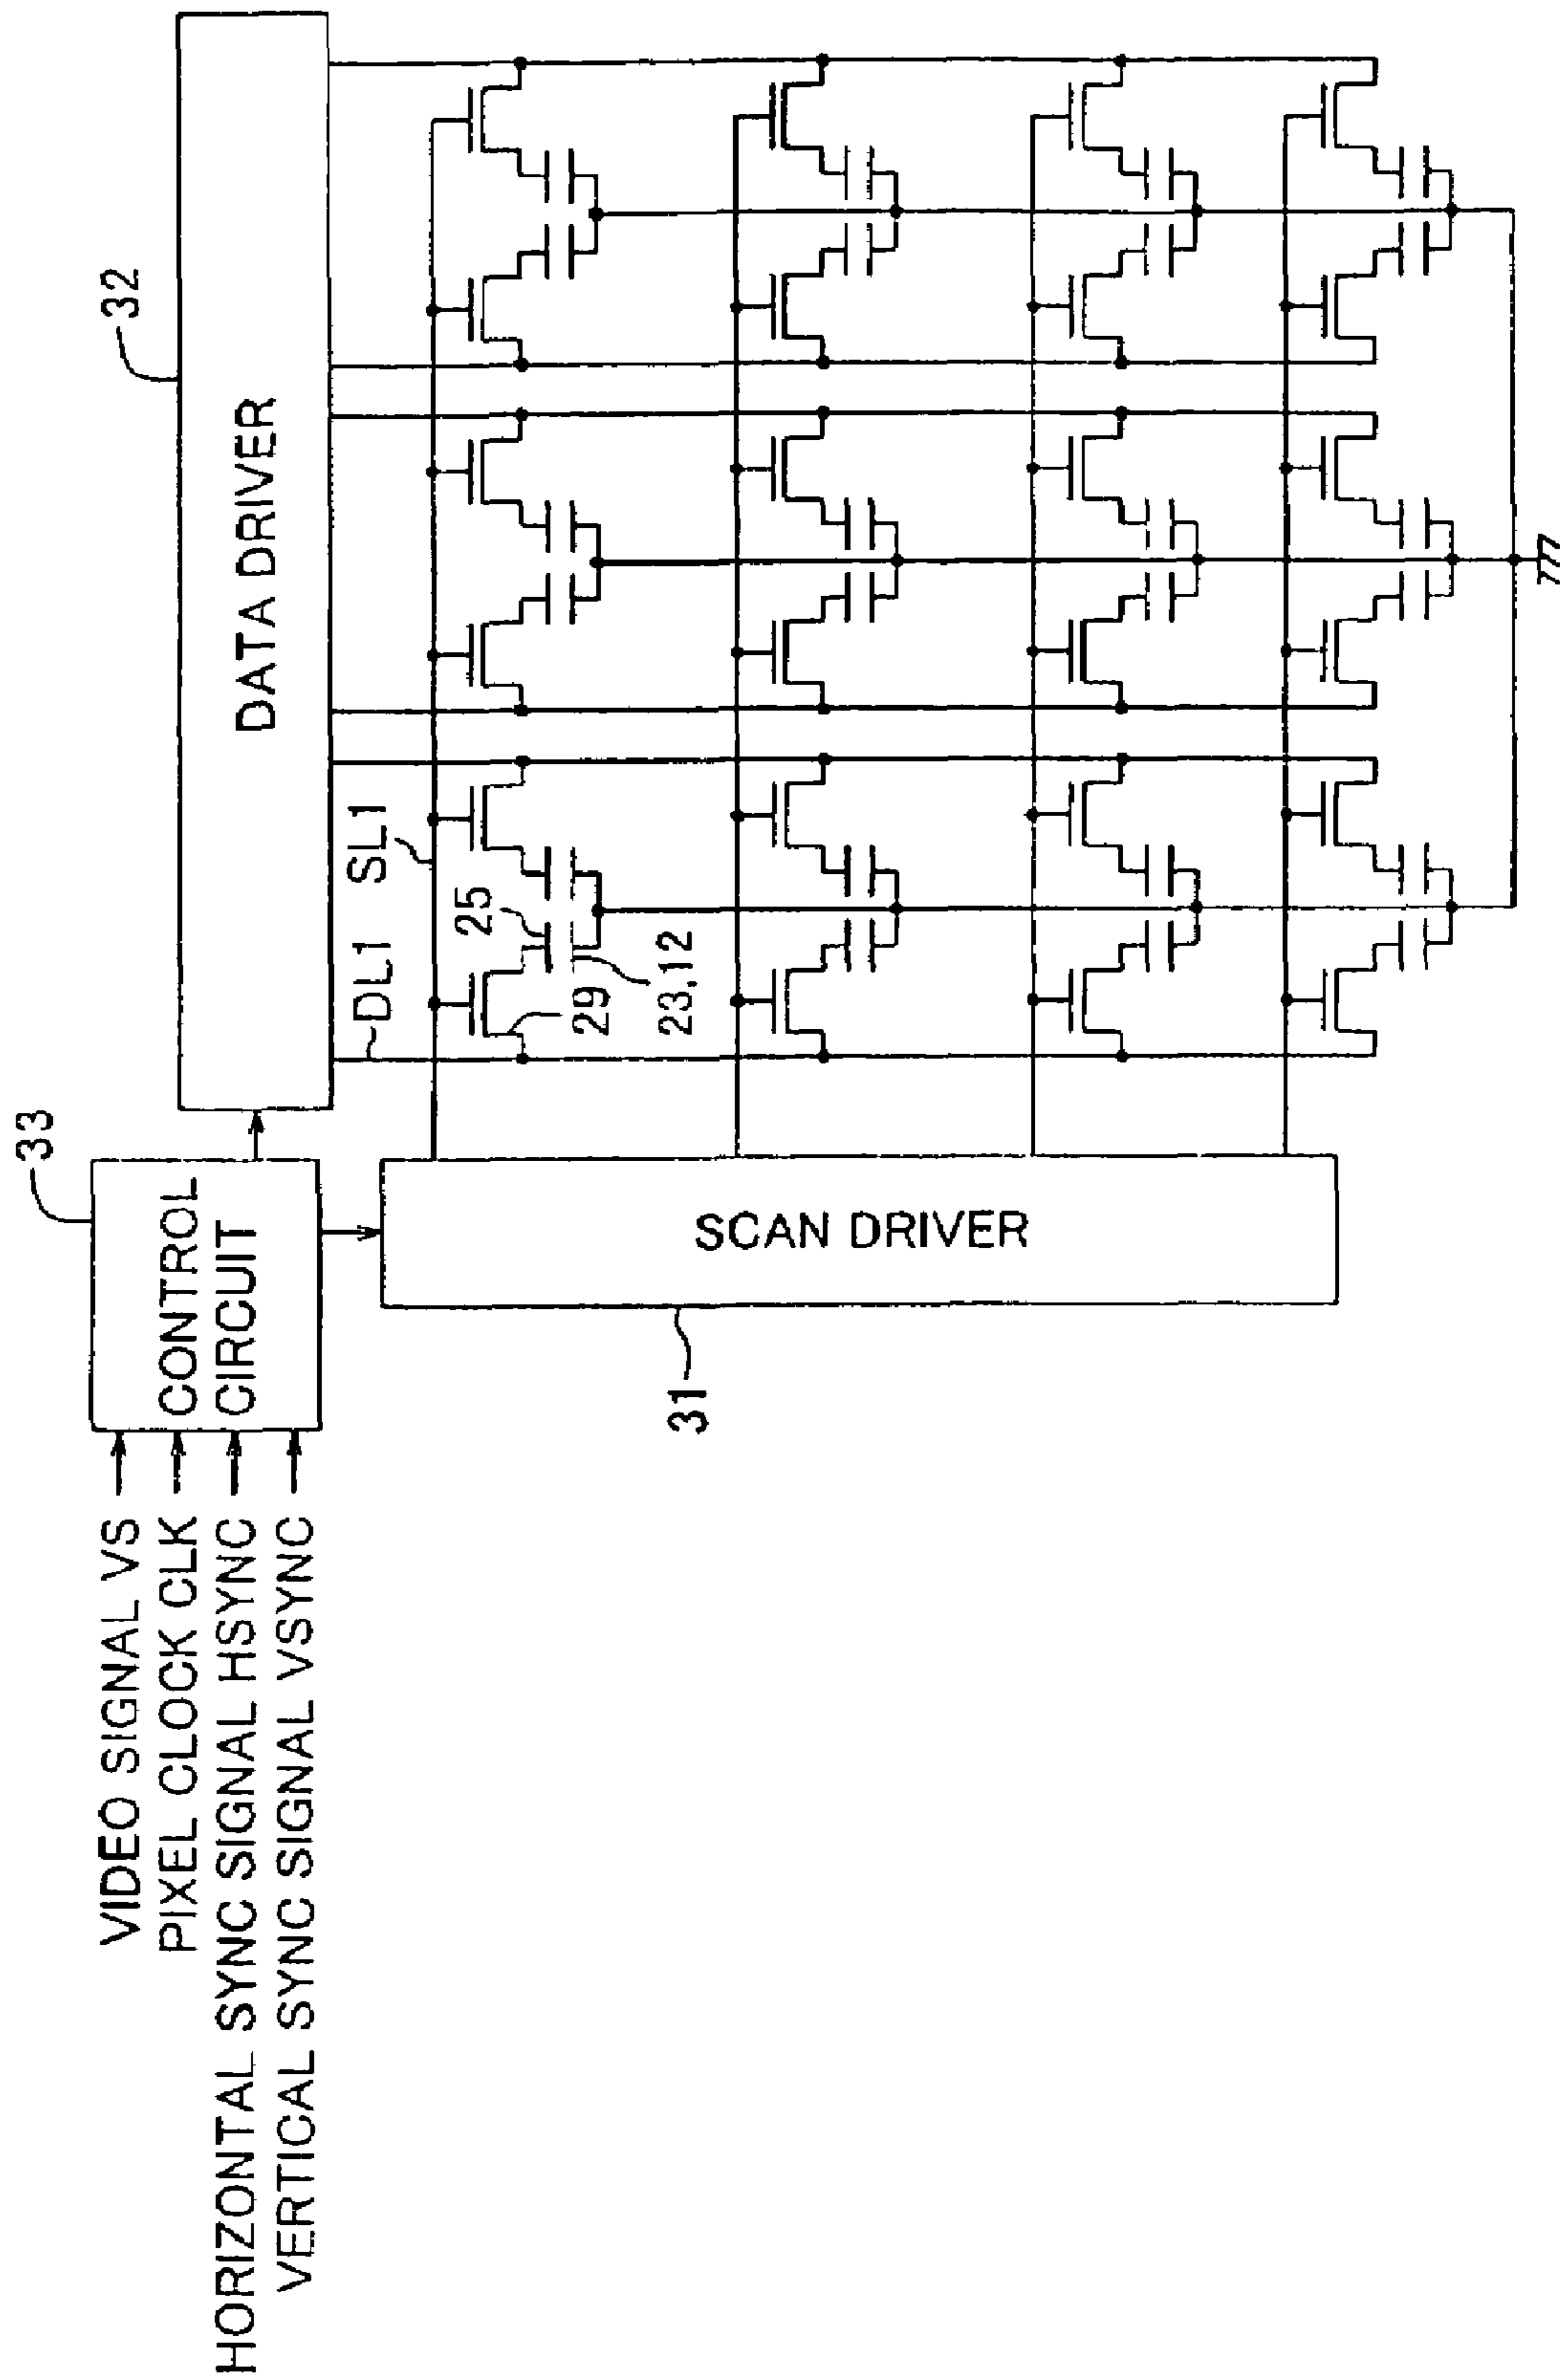 VIDEO SIGNAL VS
PIXEL CLOCK CLK
HORIZONTAL SYNC SIGNAL HSYNC
VERTICAL SYNC SIGNAL VSYNC
33
CONTROL
CIRCUIT
32
DATA DRIVER
DL1
SL1
25
29
23,12
SCAN DRIVER
31